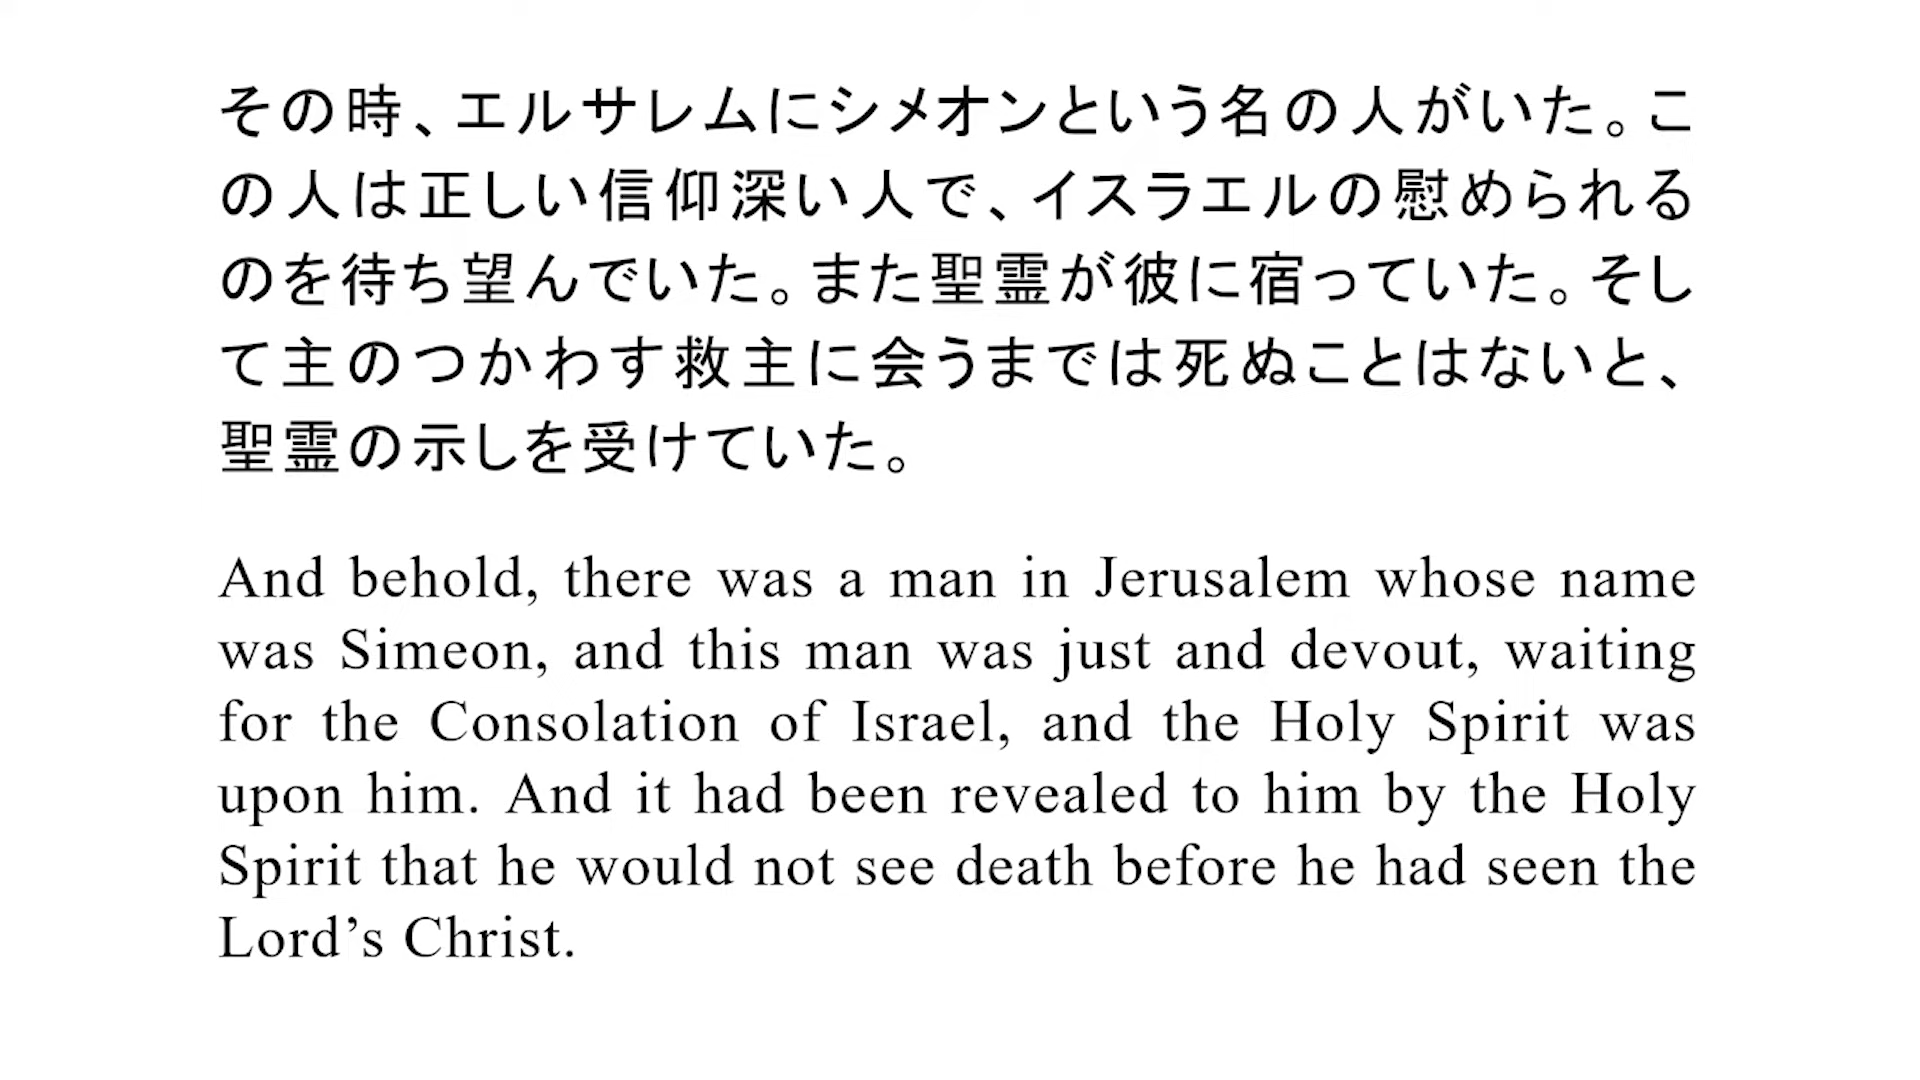 その時、エルサレムにシメオンという名の人がいた。こ
の人は正しい信仰深い人で、イスラエルの慰められる
のを待ち望んでいた。また聖霊が彼に宿っていた。そし
て主のつかわす救主に会うまでは死ぬことはないと、
聖霊の示しを受けていた。
And behold, there was a man in Jerusalem whose name
was Simeon, and this man was just and devout, waiting
for the Consolation of Israel, and the Holy Spirit was
upon him. And it had been revealed to him by the Holy
Spirit that he would not see death before he had seen the
Lord’s Christ.